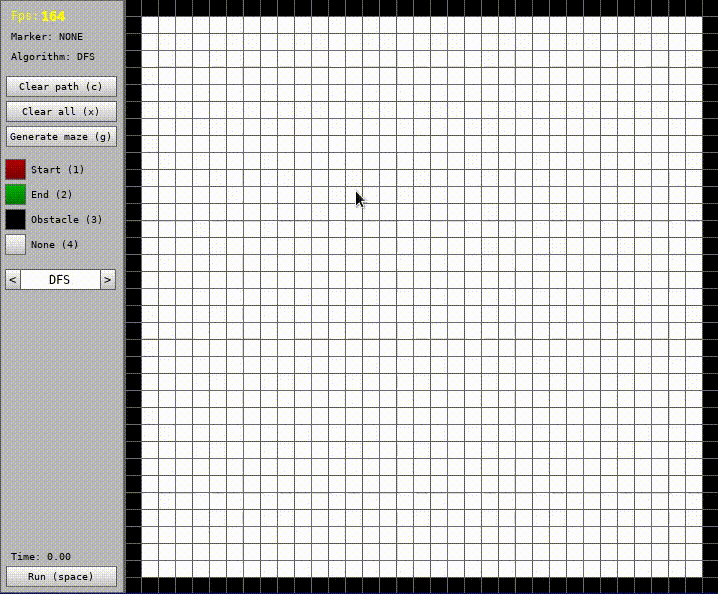 Fps: 164
Marker: NONE
Algorithm: DFS
Clear path (c)
Clear all (x)
Generate maze (g)
Start (1)
End (2)
Obstacle (3)
None (4)
< DFS >
Time: 0.00
Run (space)